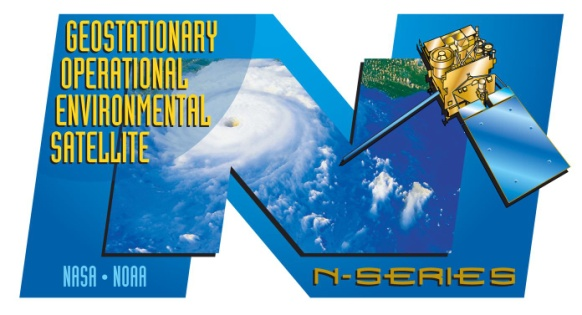 GEOSTATIONARY
OPERATIONAL
ENVIRONMENTAL
SATELLITE
NASA • NOAA
N-SERIES